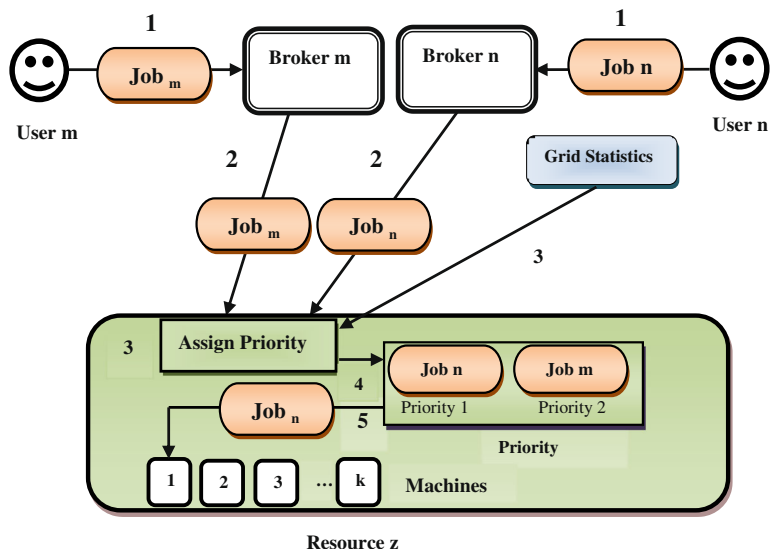 1
1
Job m
Broker m
Broker n
Job n
User m
User n
2
2
Grid Statistics
Job m
Job n
3
3
Assign Priority
4
Job n
Job m
Priority 1
Priority 2
Job n
5
Priority
1
2
3
...
k
Machines
Resource z